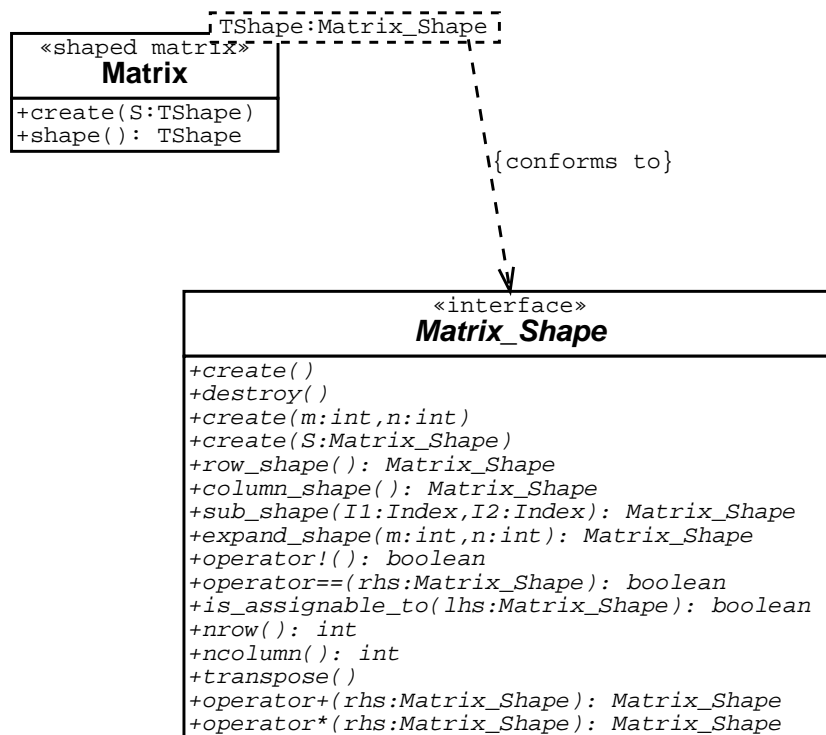 TShape:Matrix_Shape
«shaped matrix»
Matrix
+create(S:TShape)
+shape(): TShape
{conforms to}
«interface»
Matrix_Shape
+create()
+destroy()
+create(m:int,n:int)
+create(S:Matrix_Shape)
+row_shape(): Matrix_Shape
+column_shape(): Matrix_Shape
+sub_shape(I1:Index,I2:Index): Matrix_Shape
+expand_shape(m:int,n:int): Matrix_Shape
+operator!(): boolean
+operator==(rhs:Matrix_Shape): boolean
+is_assignable_to(lhs:Matrix_Shape): boolean
+nrow(): int
+ncolumn(): int
+transpose()
+operator+(rhs:Matrix_Shape): Matrix_Shape
+operator*(rhs:Matrix_Shape): Matrix_Shape